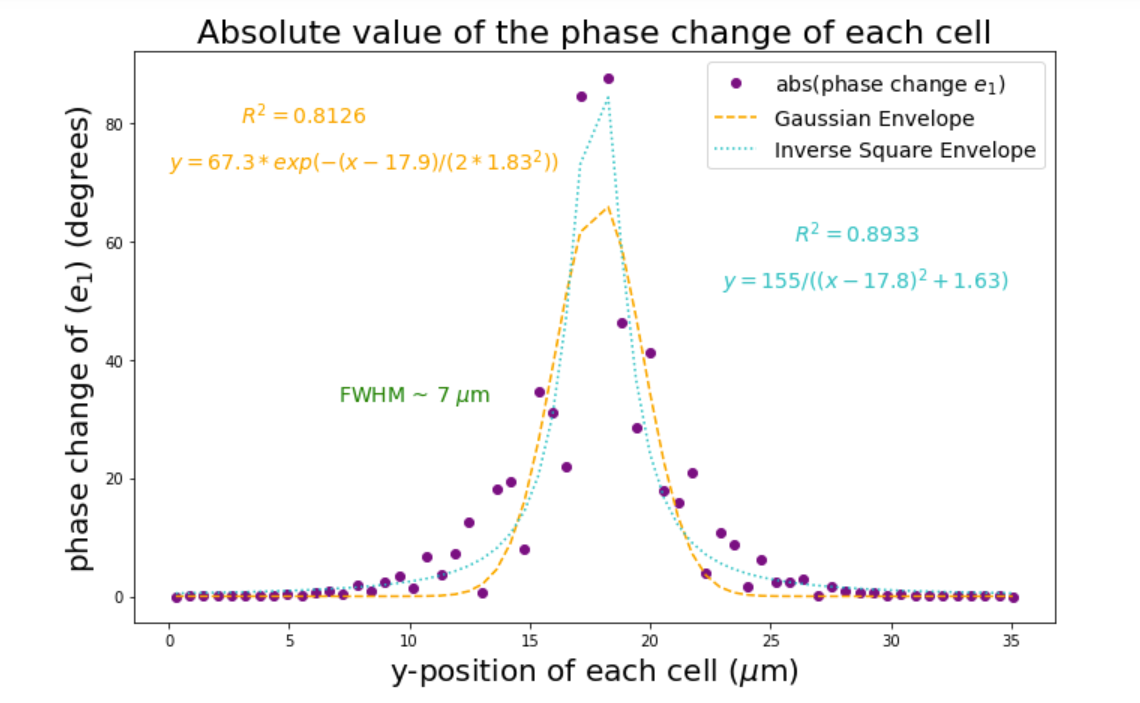 Absolute value of the phase change of each cell
abs(phase change e₁)
Gaussian Envelope
Inverse Square Envelope
R² = 0.8126
y = 67.3 * exp(−(x − 17.9)/(2 * 1.83²))
R² = 0.8933
y = 155/((x − 17.8)² + 1.63)
FWHM ~ 7 μm
phase change of (e₁) (degrees)
80
60
40
20
0
0 5 10 15 20 25 30 35
y-position of each cell (μm)